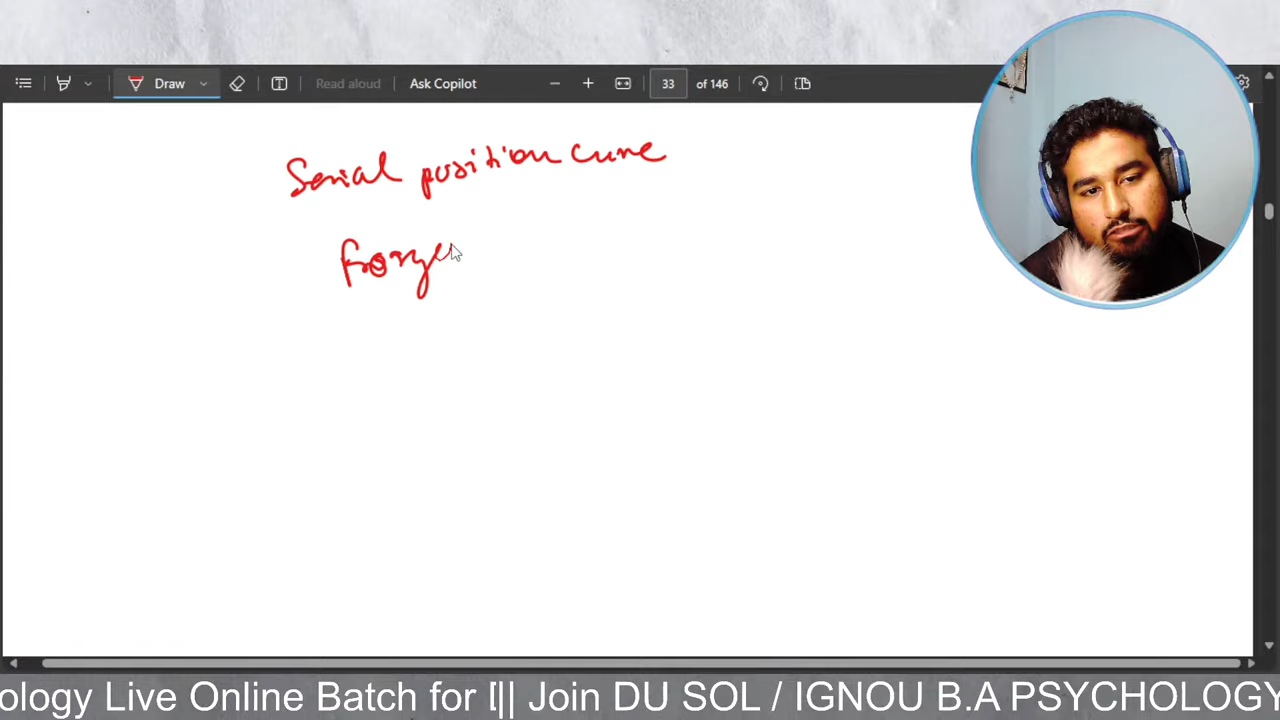 Draw
Read aloud
Ask Copilot
33 of 146
Serial position curve
forge
ology Live Online Batch for [|| Join DU SOL / IGNOU B.A PSYCHOLOGY